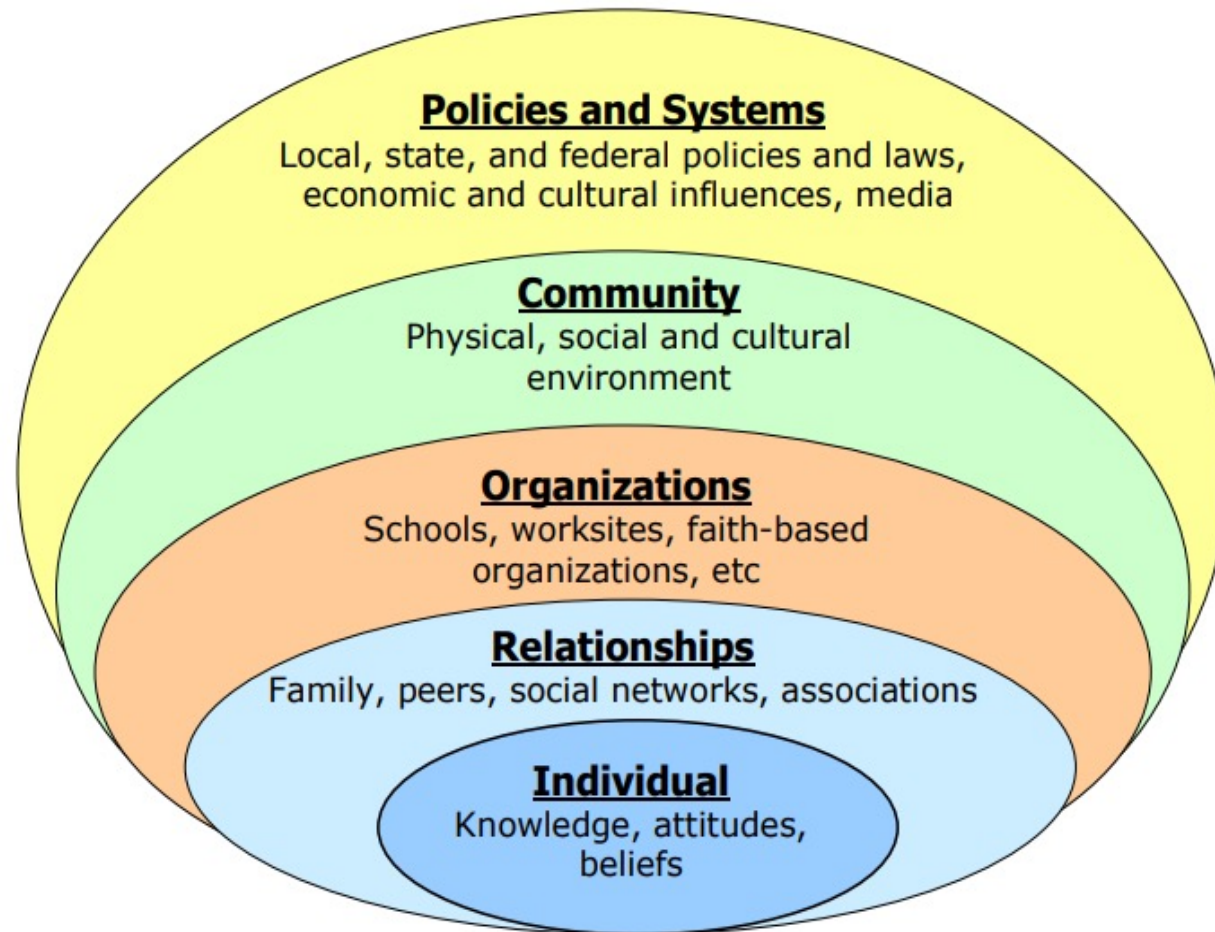 Policies and Systems
Local, state, and federal policies and laws,
economic and cultural influences, media
Community
Physical, social and cultural
environment
Organizations
Schools, worksites, faith-based
organizations, etc
Relationships
Family, peers, social networks, associations
Individual
Knowledge, attitudes,
beliefs